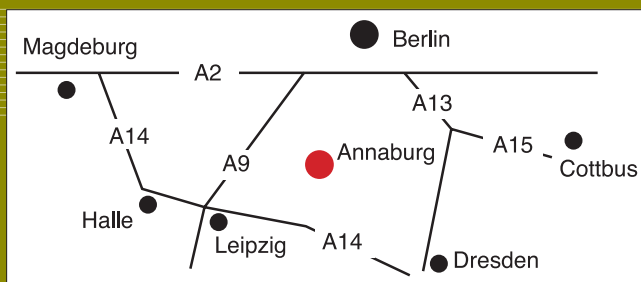 Berlin
Magdeburg
A2
A13
A14
A9
Annaburg
A15
Cottbus
Halle
Leipzig
A14
Dresden